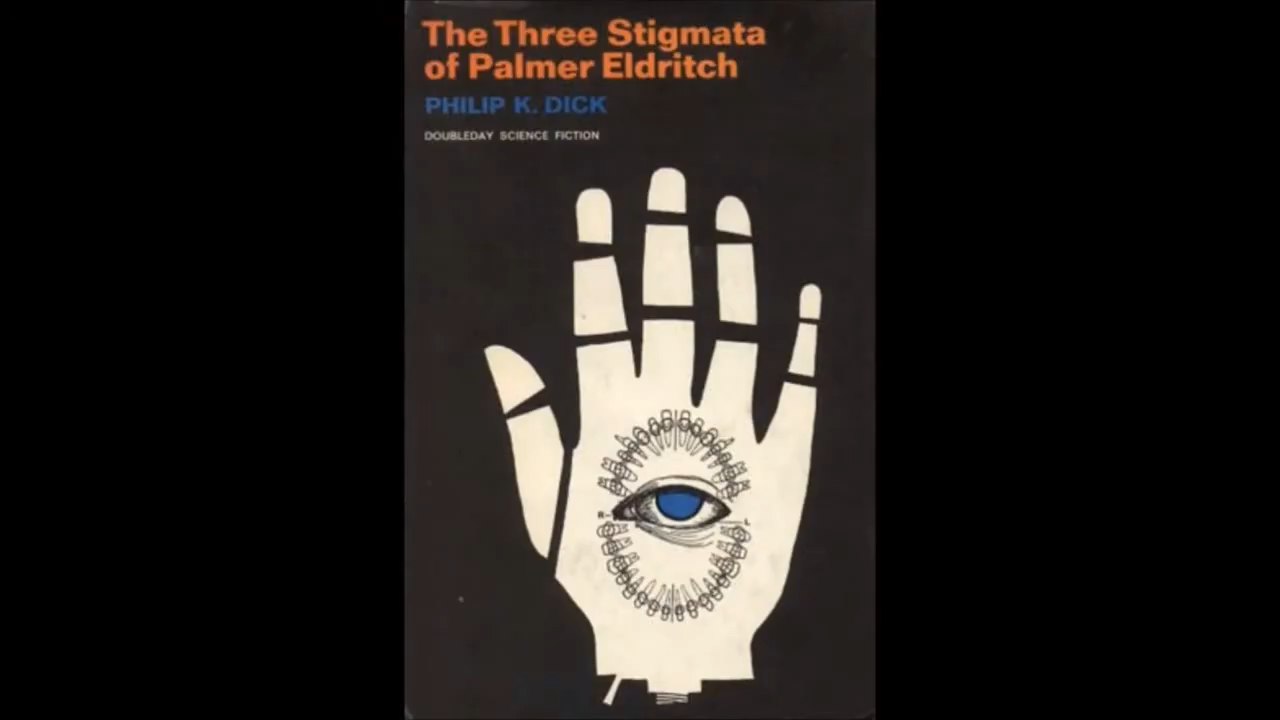 The Three Stigmata
of Palmer Eldritch
PHILIP K. DICK
DOUBLEDAY SCIENCE FICTION
R-
L